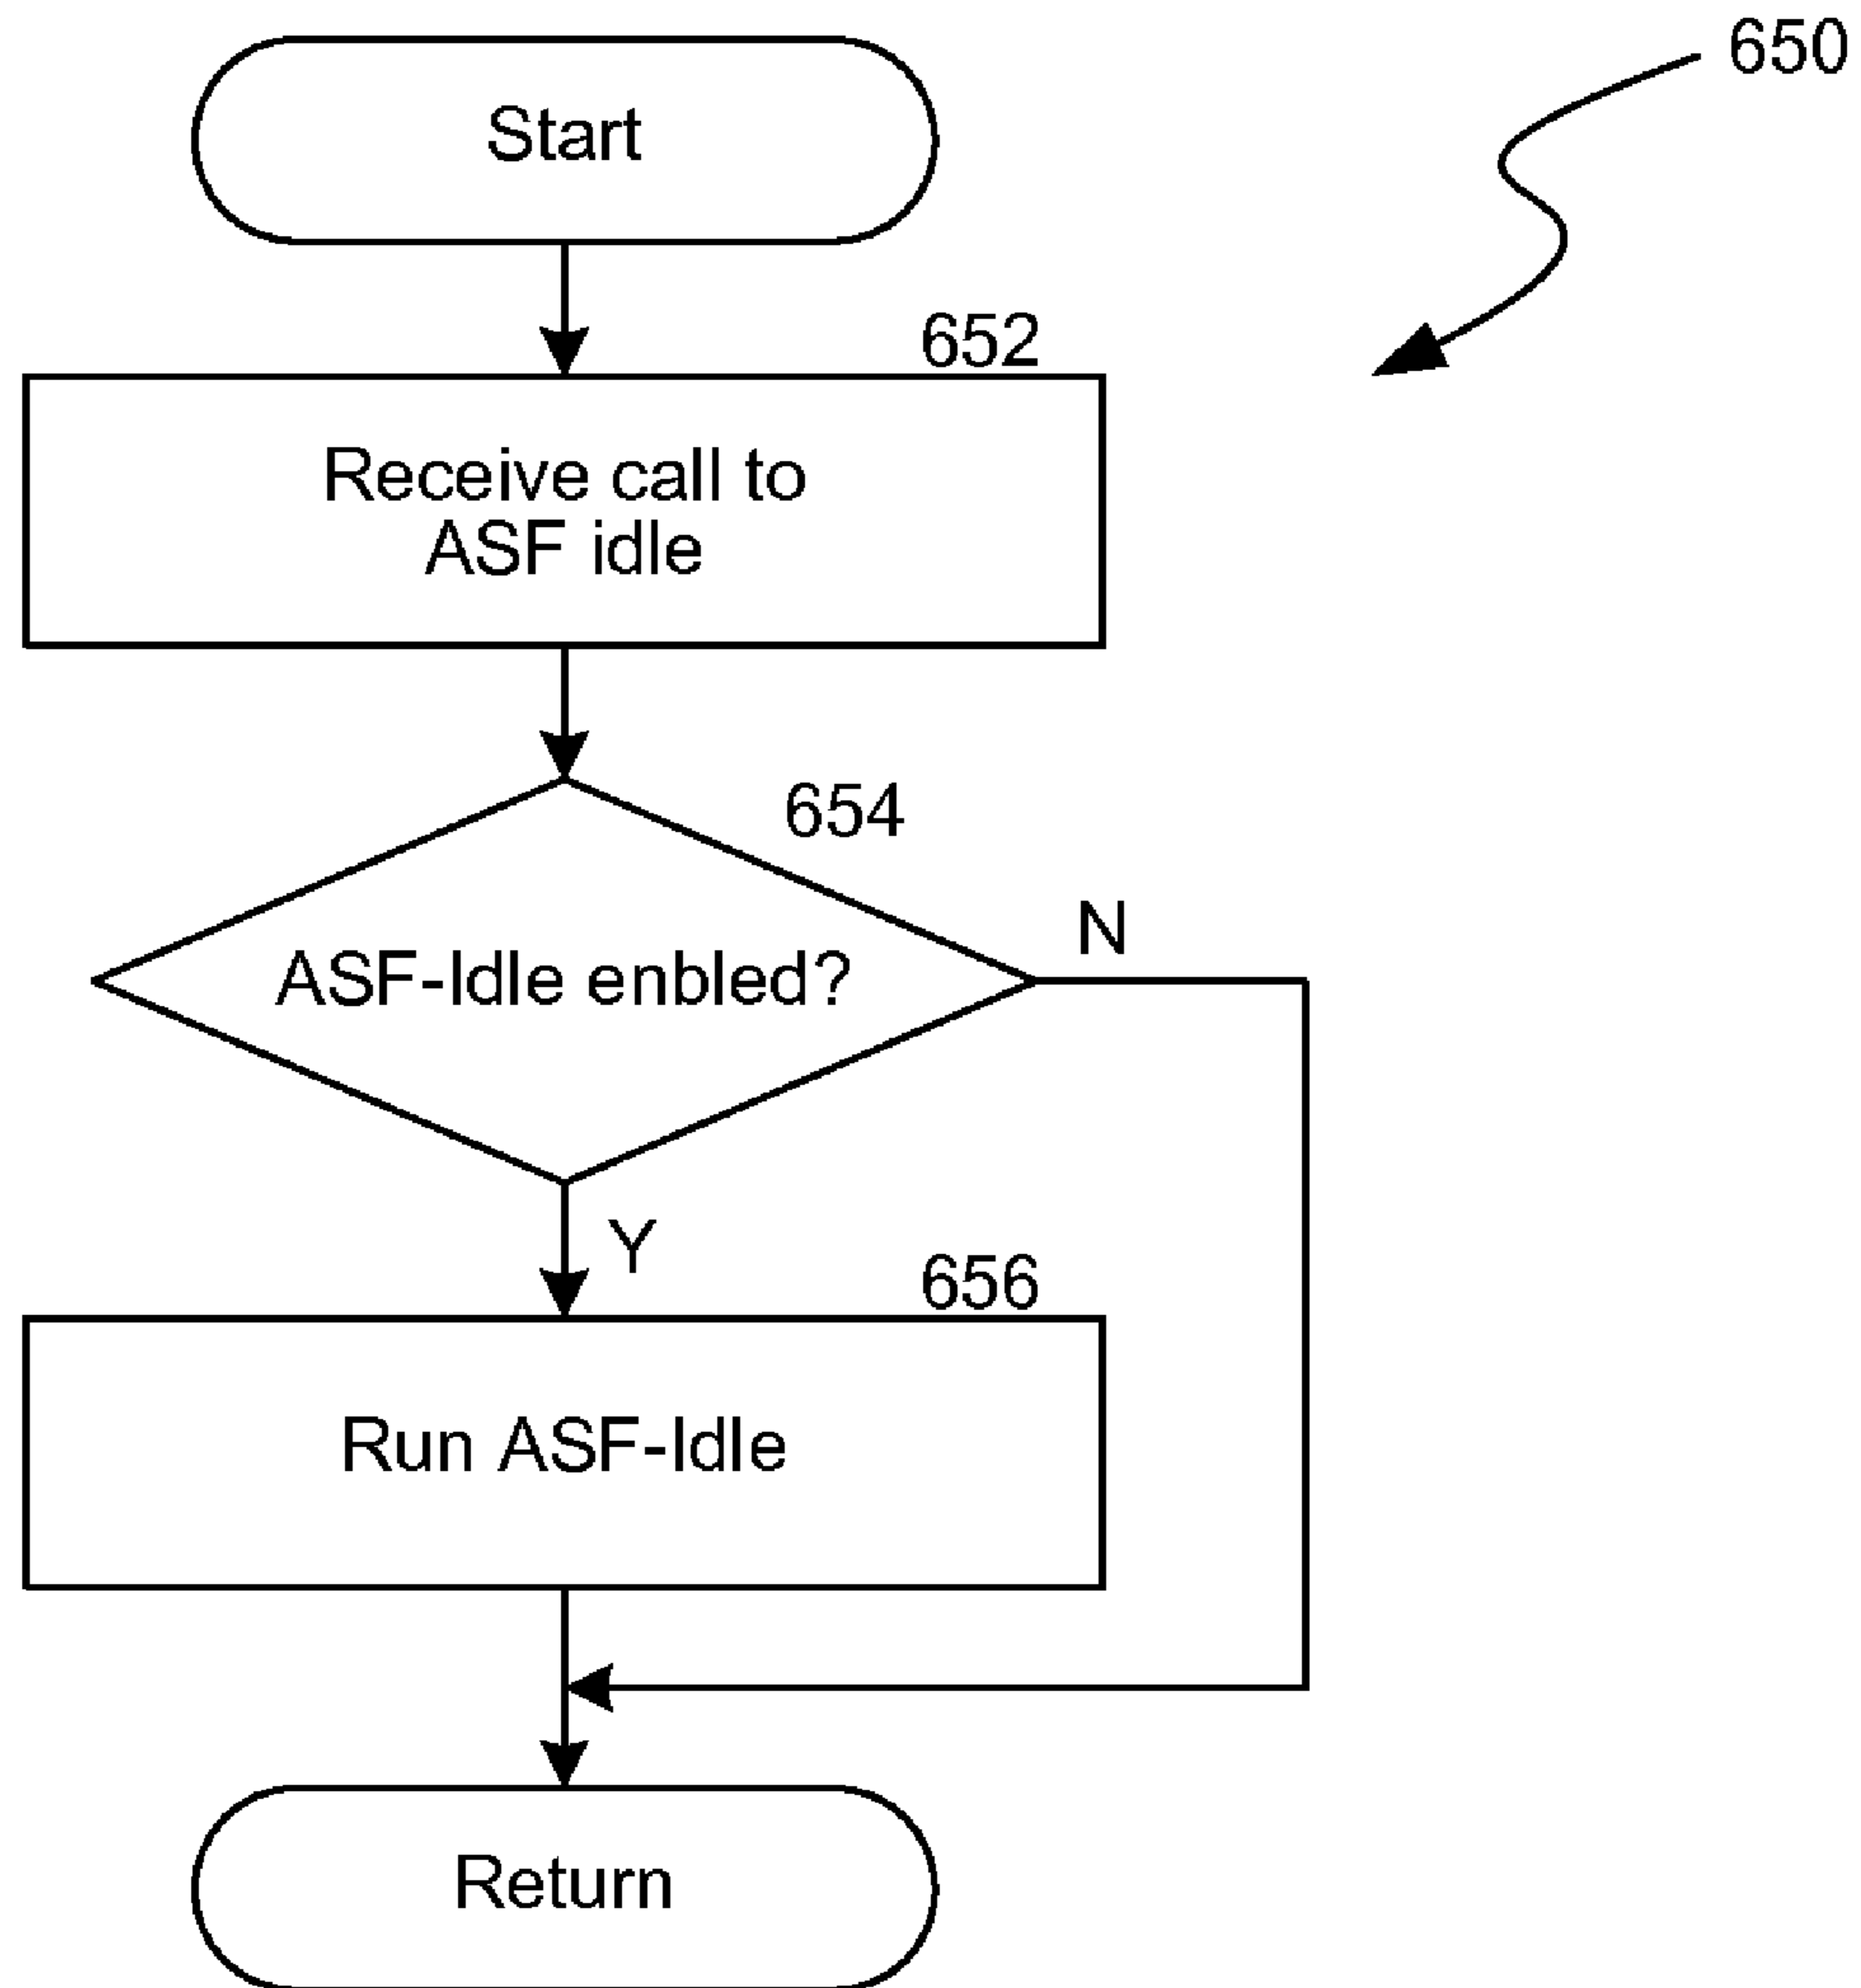 650
Start
652
Receive call to
ASF idle
654
N
ASF-Idle enbled?
Y
656
Run ASF-Idle
Return